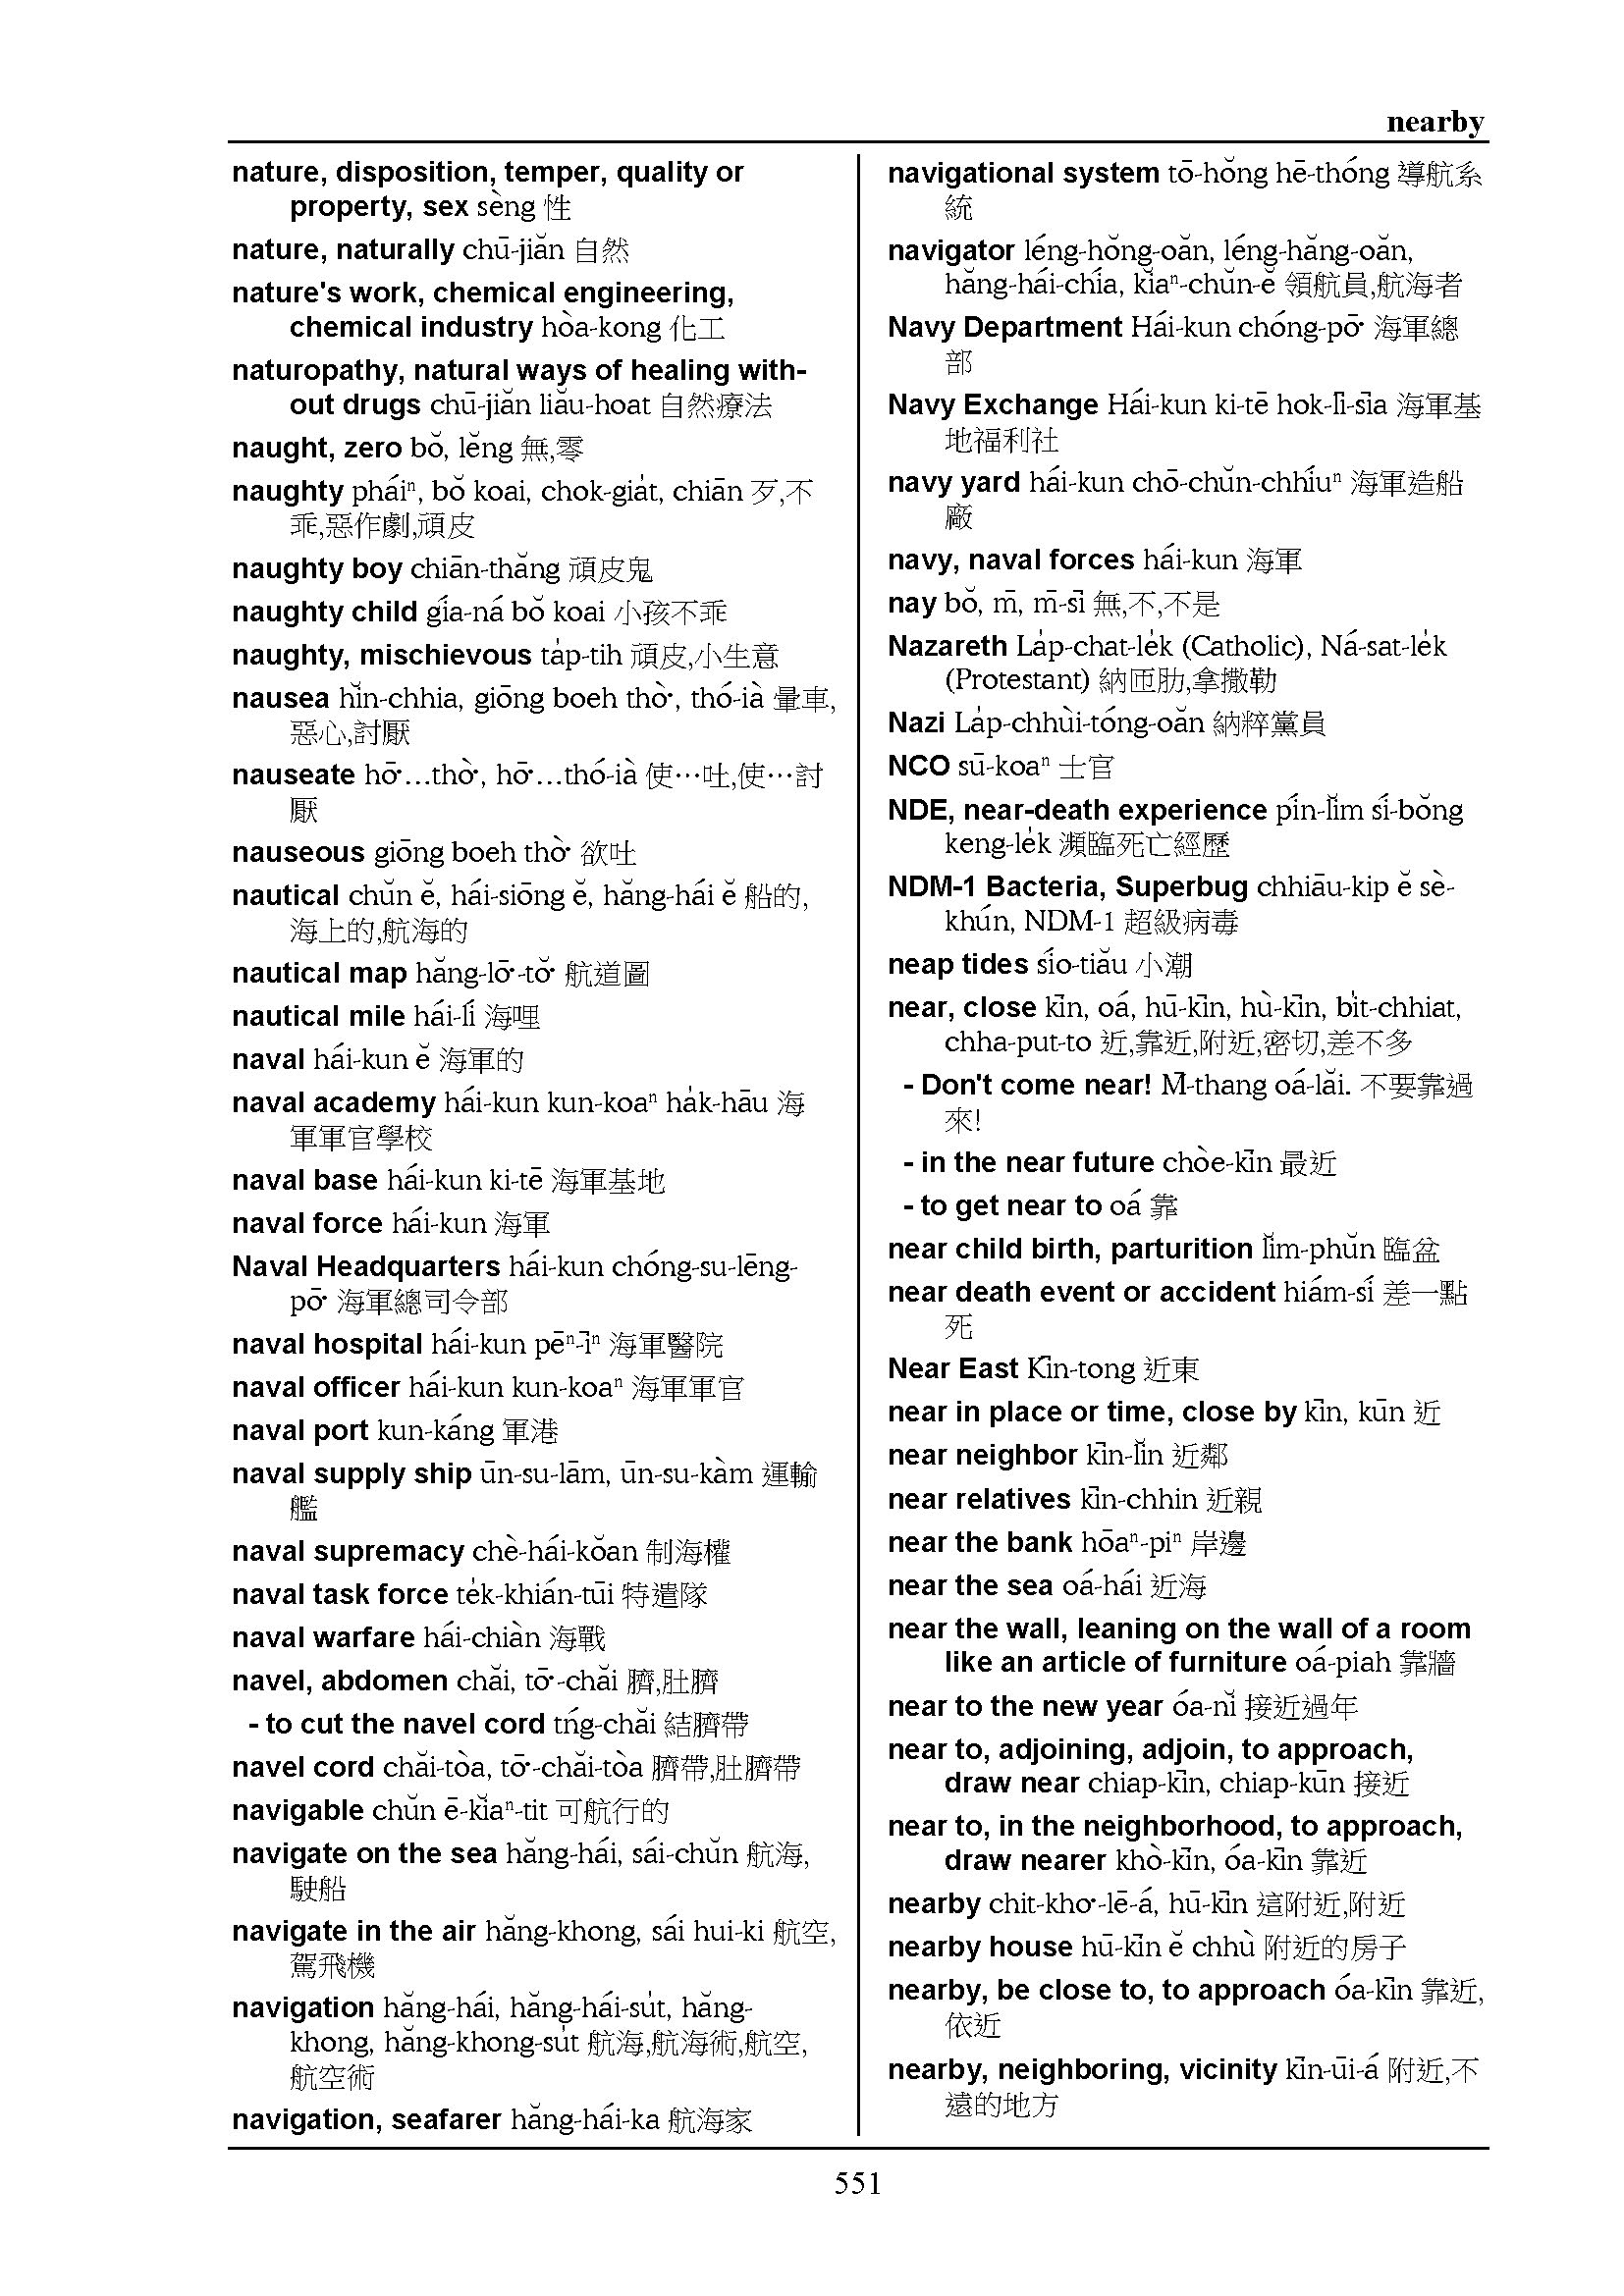 nearby
nature, disposition, temper, quality or
property, sex sèng 性
nature, naturally chū-jiăn 自然
nature's work, chemical engineering,
chemical industry hòa-kong 化工
naturopathy, natural ways of healing with-
out drugs chū-jiăn liău-hoat 自然療法
naught, zero bŏ, lĕng 無,零
naughty pháiⁿ, bŏ koai, chok-gia̍t, chiān 歹,不
乖,惡作劇,頑皮
naughty boy chiān-thăng 頑皮鬼
naughty child gía-ná bŏ koai 小孩不乖
naughty, mischievous ta̍p-tih 頑皮,小生意
nausea hĭn-chhia, giōng boeh thò͘, thó-ià 暈車,
惡心,討厭
nauseate hō͘…thò͘, hō͘…thó-ià 使…吐,使…討
厭
nauseous giōng boeh thò͘ 欲吐
nautical chŭn ĕ, hái-siōng ĕ, hăng-hái ĕ 船的,
海上的,航海的
nautical map hăng-lō͘-tŏ͘ 航道圖
nautical mile hái-lí 海哩
naval hái-kun ĕ 海軍的
naval academy hái-kun kun-koaⁿ ha̍k-hāu 海
軍軍官學校
naval base hái-kun ki-tē 海軍基地
naval force hái-kun 海軍
Naval Headquarters hái-kun chóng-su-lēng-
pō͘ 海軍總司令部
naval hospital hái-kun pēⁿ-īⁿ 海軍醫院
naval officer hái-kun kun-koaⁿ 海軍軍官
naval port kun-káng 軍港
naval supply ship ūn-su-lām, ūn-su-kàm 運輸
艦
naval supremacy chè-hái-kŏan 制海權
naval task force te̍k-khián-tūi 特遣隊
naval warfare hái-chiàn 海戰
navel, abdomen chăi, tō͘-chăi 臍,肚臍
- to cut the navel cord tńg-chăi 結臍帶
navel cord chăi-tòa, tō͘-chăi-tòa 臍帶,肚臍帶
navigable chŭn ē-kĭaⁿ-tit 可航行的
navigate on the sea hăng-hái, sái-chŭn 航海,
駛船
navigate in the air hăng-khong, sái hui-ki 航空,
駕飛機
navigation hăng-hái, hăng-hái-su̍t, hăng-
khong, hăng-khong-su̍t 航海,航海術,航空,
航空術
navigation, seafarer hăng-hái-ka 航海家
navigational system tō-hŏng hē-thóng 導航系
統
navigator léng-hŏng-oăn, léng-hăng-oăn,
hăng-hái-chía, kĭaⁿ-chŭn-ĕ 領航員,航海者
Navy Department Hái-kun chóng-pō͘ 海軍總
部
Navy Exchange Hái-kun ki-tē hok-lī-sīa 海軍基
地福利社
navy yard hái-kun chō-chŭn-chhíuⁿ 海軍造船
廠
navy, naval forces hái-kun 海軍
nay bŏ, m̄, m̄-sī 無,不,不是
Nazareth La̍p-chat-le̍k (Catholic), Ná-sat-le̍k
(Protestant) 納匝肋,拿撒勒
Nazi La̍p-chhùi-tóng-oăn 納粹黨員
NCO sū-koaⁿ 士官
NDE, near-death experience pín-lĭm sí-bŏng
keng-le̍k 瀕臨死亡經歷
NDM-1 Bacteria, Superbug chhiāu-kip ĕ sè-
khún, NDM-1 超級病毒
neap tides sío-tiău 小潮
near, close kīn, oá, hū-kīn, hù-kīn, bi̍t-chhiat,
chha-put-to 近,靠近,附近,密切,差不多
- Don't come near! M̄-thang oá-lăi. 不要靠過
來!
- in the near future chòe-kīn 最近
- to get near to oá 靠
near child birth, parturition lĭm-phŭn 臨盆
near death event or accident hiám-sí 差一點
死
Near East Kīn-tong 近東
near in place or time, close by kīn, kūn 近
near neighbor kīn-lĭn 近鄰
near relatives kīn-chhin 近親
near the bank hōaⁿ-piⁿ 岸邊
near the sea oá-hái 近海
near the wall, leaning on the wall of a room
like an article of furniture oá-piah 靠牆
near to the new year óa-nĭ 接近過年
near to, adjoining, adjoin, to approach,
draw near chiap-kīn, chiap-kūn 接近
near to, in the neighborhood, to approach,
draw nearer khò-kīn, óa-kīn 靠近
nearby chit-kho͘-lē-á, hū-kīn 這附近,附近
nearby house hū-kīn ĕ chhù 附近的房子
nearby, be close to, to approach óa-kīn 靠近,
依近
nearby, neighboring, vicinity kīn-ūi-á 附近,不
遠的地方
551